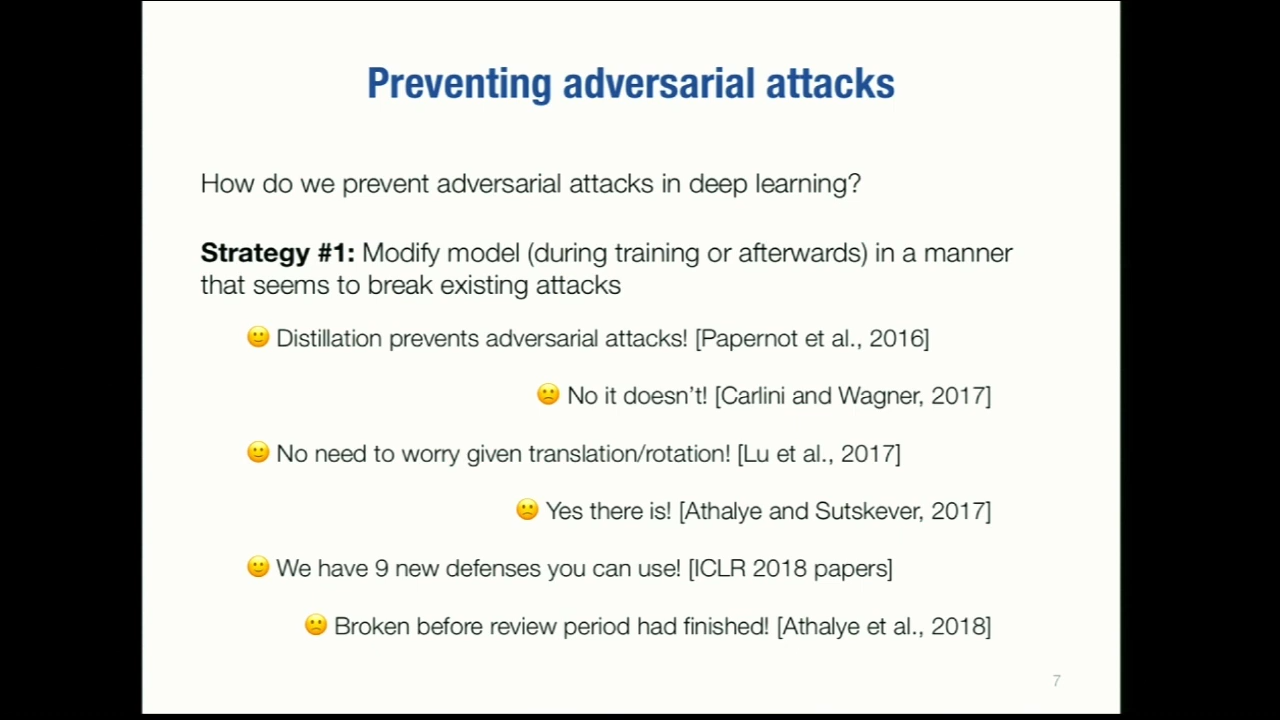 Preventing adversarial attacks
How do we prevent adversarial attacks in deep learning?
Strategy #1: Modify model (during training or afterwards) in a manner
that seems to break existing attacks
🙂 Distillation prevents adversarial attacks! [Papernot et al., 2016]
🙁 No it doesn’t! [Carlini and Wagner, 2017]
🙂 No need to worry given translation/rotation! [Lu et al., 2017]
🙁 Yes there is! [Athalye and Sutskever, 2017]
🙂 We have 9 new defenses you can use! [ICLR 2018 papers]
🙁 Broken before review period had finished! [Athalye et al., 2018]
7